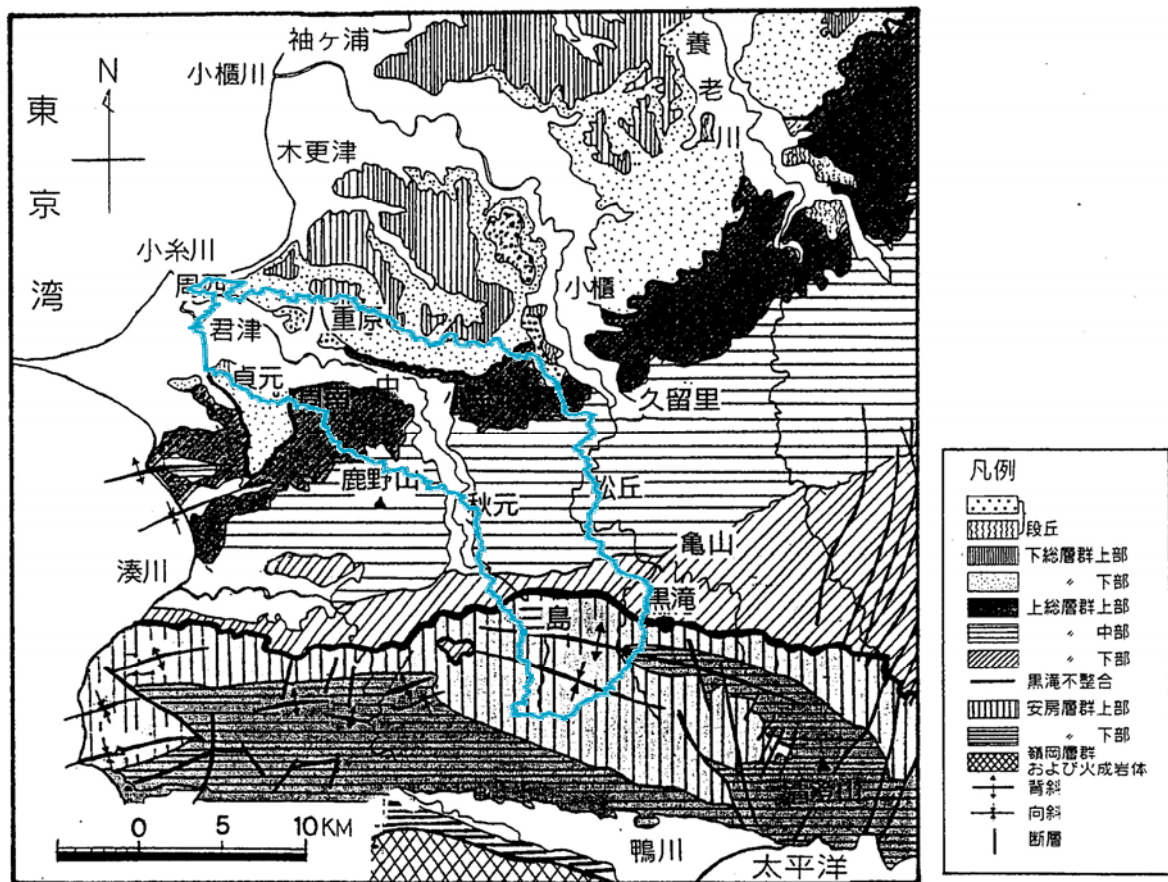 袖ヶ浦
小櫃川
養老川
N
東京湾
木更津
小糸川
周西
小櫃
八重原
君津
貞元
周南
中
久留里
鹿野山
秋元
松丘
亀山
湊川
黒滝
三島
0 5 10KM
鴨川
太平洋
凡例
段丘
下総層群上部
〃 下部
上総層群上部
〃 中部
〃 下部
黒滝不整合
安房層群上部
〃 下部
嶺岡層群
および火成岩体
背斜
向斜
断層